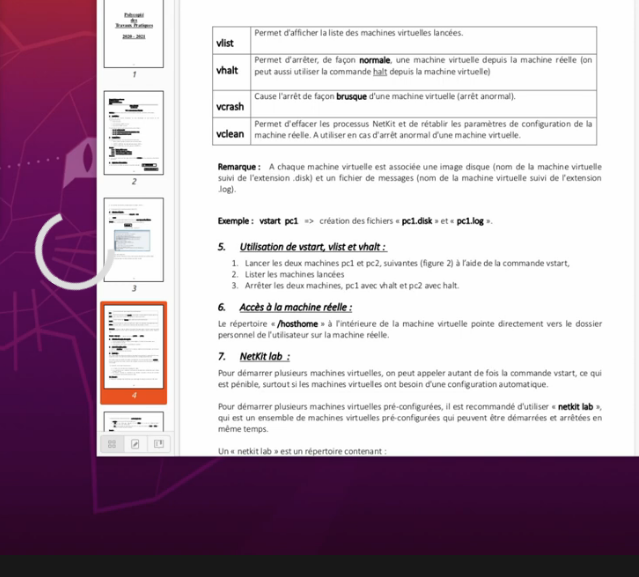 Polycopié
des
Travaux Pratiques
2020 - 2021
1
2
3
4
vlist
Permet d'afficher la liste des machines virtuelles lancées.
vhalt
Permet d'arrêter, de façon normale, une machine virtuelle depuis la machine réelle (on
peut aussi utiliser la commande halt depuis la machine virtuelle)
vcrash
Cause l'arrêt de façon brusque d'une machine virtuelle (arrêt anormal).
vclean
Permet d'effacer les processus NetKit et de rétablir les paramètres de configuration de la
machine réelle. A utiliser en cas d'arrêt anormal d'une machine virtuelle.
Remarque : A chaque machine virtuelle est associée une image disque (nom de la machine virtuelle
suivi de l'extension .disk) et un fichier de messages (nom de la machine virtuelle suivi de l'extension
.log).
Exemple : vstart pc1 => création des fichiers « pc1.disk » et « pc1.log ».
5. Utilisation de vstart, vlist et vhalt :
1. Lancer les deux machines pc1 et pc2, suivantes (figure 2) à l'aide de la commande vstart,
2. Lister les machines lancées
3. Arrêter les deux machines, pc1 avec vhalt et pc2 avec halt.
6. Accès à la machine réelle :
Le répertoire « /hosthome » à l'intérieure de la machine virtuelle pointe directement vers le dossier
personnel de l'utilisateur sur la machine réelle.
7. NetKit lab :
Pour démarrer plusieurs machines virtuelles, on peut appeler autant de fois la commande vstart, ce qui
est pénible, surtout si les machines virtuelles ont besoin d'une configuration automatique.
Pour démarrer plusieurs machines virtuelles pré-configurées, il est recommandé d'utiliser « netkit lab »,
qui est un ensemble de machines virtuelles pré-configurées qui peuvent être démarrées et arrêtées en
même temps.
Un « netkit lab » est un répertoire contenant :